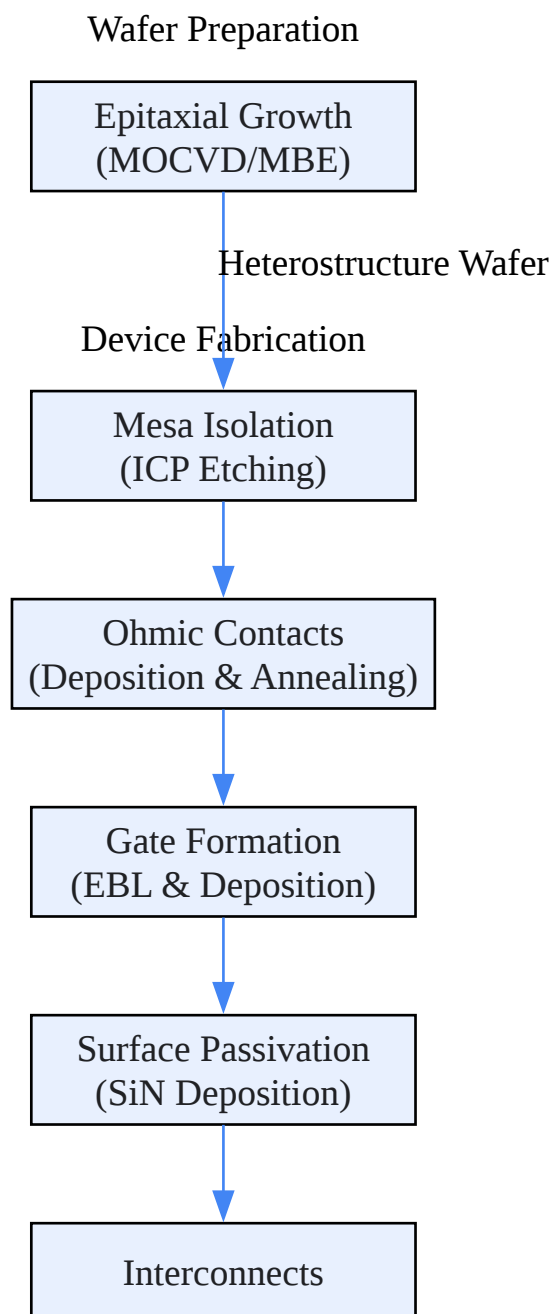 Wafer Preparation
Epitaxial Growth
(MOCVD/MBE)
Heterostructure Wafer
Device Fabrication
Mesa Isolation
(ICP Etching)
Ohmic Contacts
(Deposition & Annealing)
Gate Formation
(EBL & Deposition)
Surface Passivation
(SiN Deposition)
Interconnects